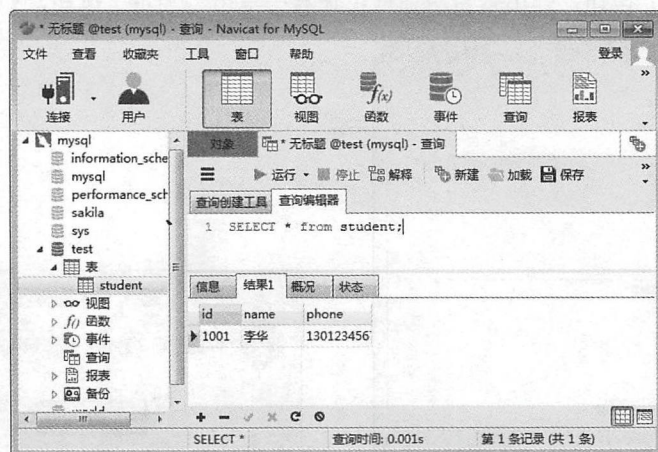 * 无标题 @test (mysql) - 查询 - Navicat for MySQL
文件 查看 收藏夹 工具 窗口 帮助 登录
连接 用户 表 视图 函数 事件 查询 报表
mysql
information_sche
mysql
performance_sch
sakila
sys
test
表
student
视图
函数
事件
查询
报表
备份
对象 * 无标题 @test (mysql) - 查询
运行 停止 解释 新建 加载 保存
查询创建工具 查询编辑器
1 SELECT * from student;
信息 结果1 概况 状态
id name phone
1001 李华 130123456
SELECT * 查询时间: 0.001s 第 1 条记录 (共 1 条)